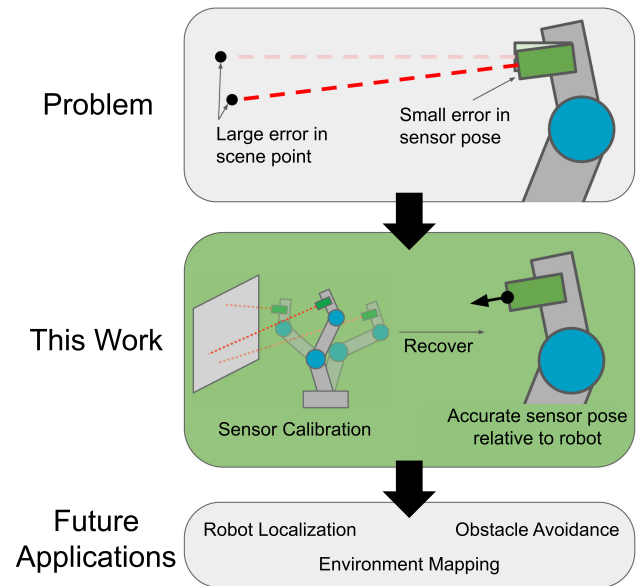 Problem
Large error in
scene point
Small error in
sensor pose
This Work
Recover
Sensor Calibration
Accurate sensor pose
relative to robot
Future
Applications
Robot Localization
Obstacle Avoidance
Environment Mapping